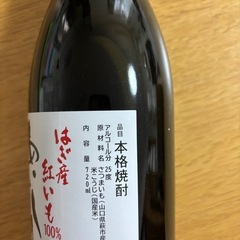 品目 本格焼酎
アルコール分 25度
原材料名 さつまいも(山口県萩市産)
米こうじ(国産米)
内容量 720ml
はぎ産
紅いも
100%